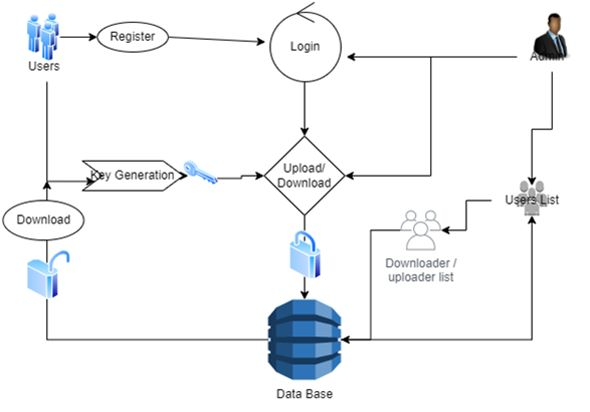 Register
Login
Users
Admin
Key Generation
Upload/
Download
Users List
Download
Downloader /
uploader list
Data Base